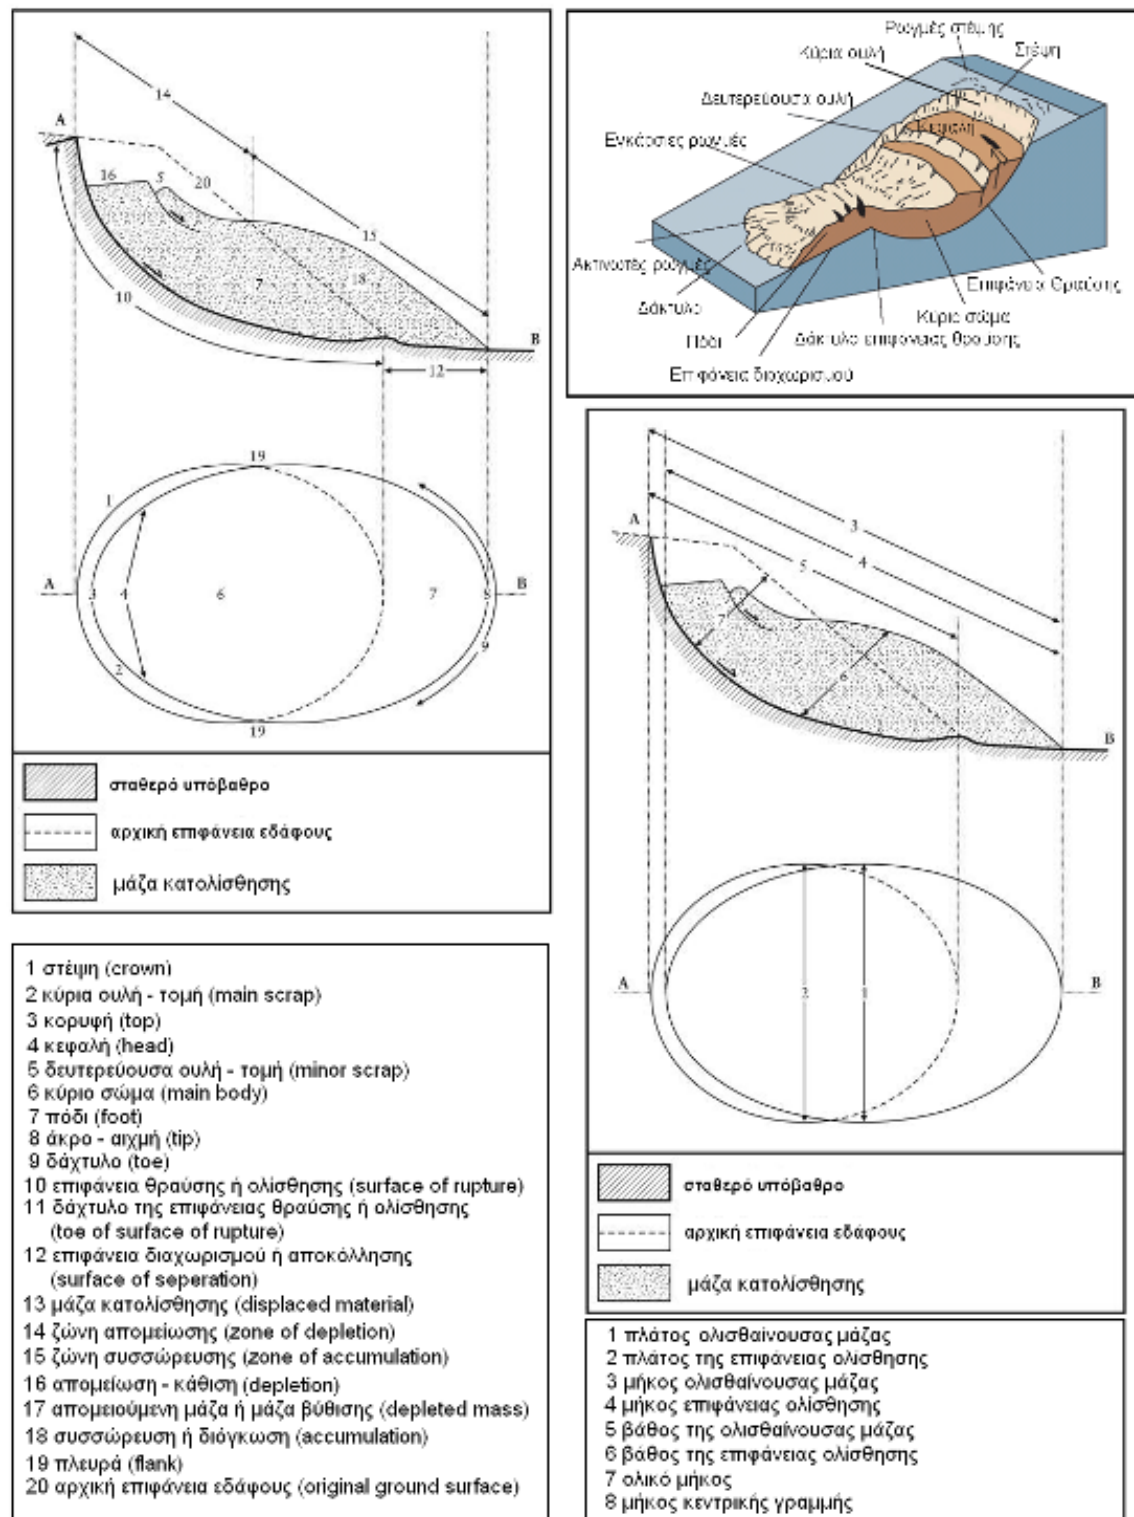 14
A
16
5
20
15
7
18
10
B
12
19
1
A
3
4
6
7
8
B
9
2
19
σταθερό υπόβαθρο
αρχική επιφάνεια εδάφους
μάζα κατολίσθησης
1 στέψη (crown)
2 κύρια ουλή - τομή (main scrap)
3 κορυφή (top)
4 κεφαλή (head)
5 δευτερεύουσα ουλή - τομή (minor scrap)
6 κύριο σώμα (main body)
7 πόδι (foot)
8 άκρο - αιχμή (tip)
9 δάχτυλο (toe)
10 επιφάνεια θραύσης ή ολίσθησης (surface of rupture)
11 δάχτυλο της επιφάνειας θραύσης ή ολίσθησης
(toe of surface of rupture)
12 επιφάνεια διαχωρισμού ή αποκόλλησης
(surface of seperation)
13 μάζα κατολίσθησης (displaced material)
14 ζώνη απομείωσης (zone of depletion)
15 ζώνη συσσώρευσης (zone of accumulation)
16 απομείωση - κάθιση (depletion)
17 απομειούμενη μάζα ή μάζα βύθισης (depleted mass)
18 συσσώρευση ή διόγκωση (accumulation)
19 πλευρά (flank)
20 αρχική επιφάνεια εδάφους (original ground surface)
Ρωγμές στέψης
Στέψη
Κύρια ουλή
Δευτερεύουσα ουλή
Κεφαλή
Εγκάρσιες ρωγμές
Ακτινωτές ρωγμές
Επιφάνεια θραύσης
Δάκτυλο
Κύριο σώμα
Πόδι
Δάκτυλο επιφάνειας θραύσης
Επιφάνεια διαχωρισμού
3
A
4
5
6
B
A
2
1
B
σταθερό υπόβαθρο
αρχική επιφάνεια εδάφους
μάζα κατολίσθησης
1 πλάτος ολισθαίνουσας μάζας
2 πλάτος της επιφάνειας ολίσθησης
3 μήκος ολισθαίνουσας μάζας
4 μήκος επιφάνειας ολίσθησης
5 βάθος της ολισθαίνουσας μάζας
6 βάθος της επιφάνειας ολίσθησης
7 ολικό μήκος
8 μήκος κεντρικής γραμμής